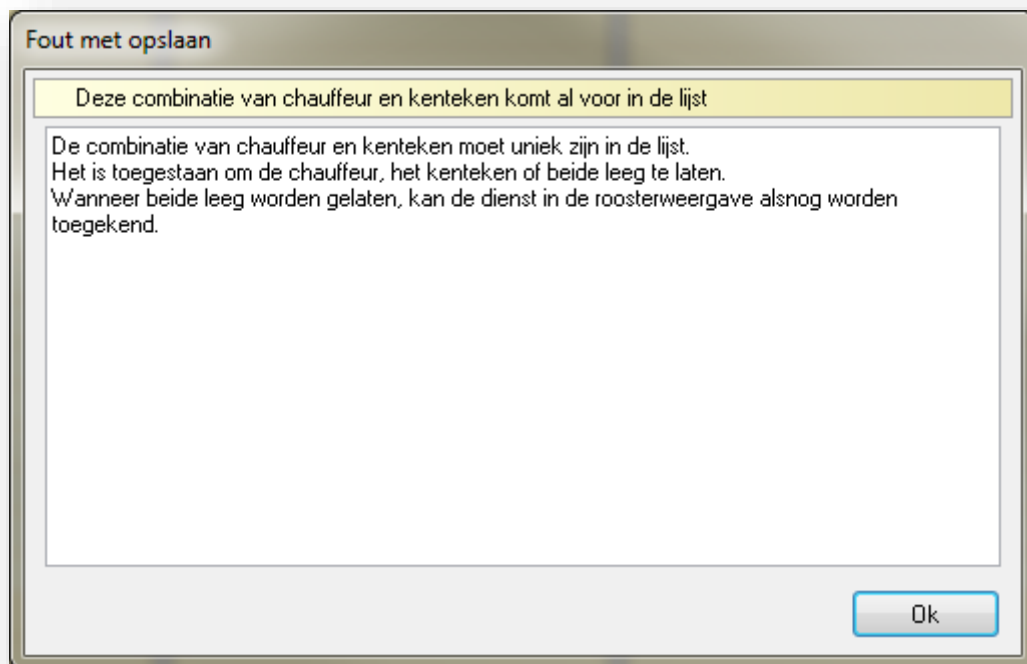 Fout met opslaan
Deze combinatie van chauffeur en kenteken komt al voor in de lijst
De combinatie van chauffeur en kenteken moet uniek zijn in de lijst.
Het is toegestaan om de chauffeur, het kenteken of beide leeg te laten.
Wanneer beide leeg worden gelaten, kan de dienst in de roosterweergave alsnog worden
toegekend.
Ok